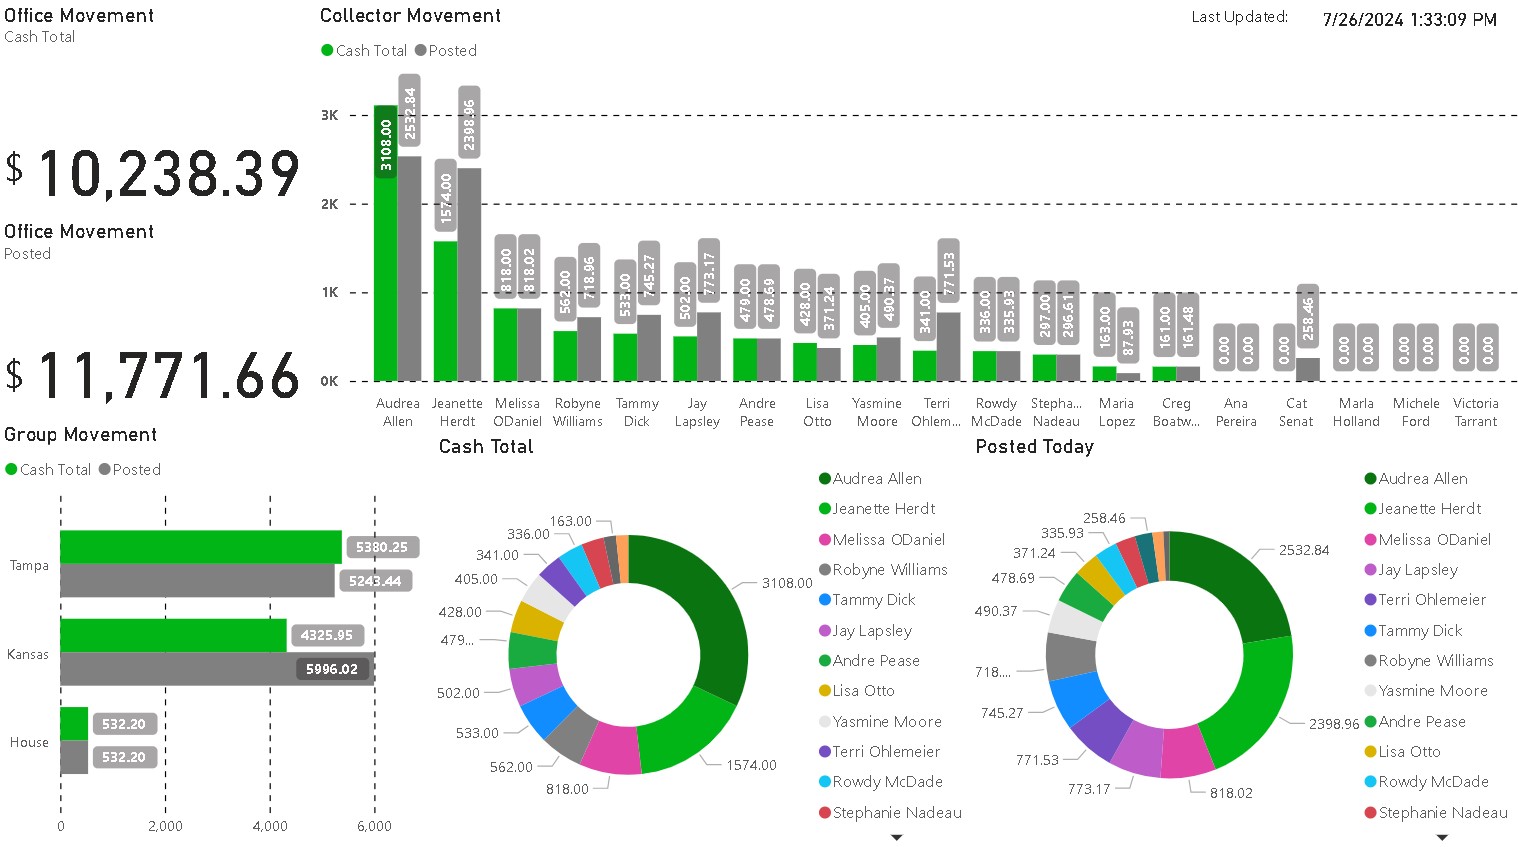 Office Movement
Cash Total
$ 10,238.39
Office Movement
Posted
$ 11,771.66
Collector Movement
Last Updated: 7/26/2024 1:33:09 PM
Cash Total Posted
3K
2K
1K
0K
3108.00 2532.84
1574.00 2398.96
818.00 818.02
562.00 718.96
533.00 745.27
502.00 773.17
479.00 478.69
428.00 371.24
405.00 490.37
341.00 771.53
336.00 335.93
297.00 296.61
163.00 87.93
161.00 161.48
0.00 0.00
0.00 258.46
0.00 0.00
0.00 0.00
0.00 0.00
Audrea
Allen
Jeanette
Herdt
Melissa
ODaniel
Robyne
Williams
Tammy
Dick
Jay
Lapsley
Andre
Pease
Lisa
Otto
Yasmine
Moore
Terri
Ohlem...
Rowdy
McDade
Stepha...
Nadeau
Maria
Lopez
Creg
Boatw...
Ana
Pereira
Cat
Senat
Marla
Holland
Michele
Ford
Victoria
Tarrant
Group Movement
Cash Total Posted
Tampa
5380.25
5243.44
Kansas
4325.95
5996.02
House
532.20
532.20
0 2,000 4,000 6,000
Cash Total
163.00
336.00
341.00
405.00
428.00
479...
502.00
533.00
562.00
818.00
1574.00
3108.00
Audrea Allen
Jeanette Herdt
Melissa ODaniel
Robyne Williams
Tammy Dick
Jay Lapsley
Andre Pease
Lisa Otto
Yasmine Moore
Terri Ohlemeier
Rowdy McDade
Stephanie Nadeau
Posted Today
258.46
335.93
371.24
478.69
490.37
718....
745.27
771.53
773.17
818.02
2398.96
2532.84
Audrea Allen
Jeanette Herdt
Melissa ODaniel
Jay Lapsley
Terri Ohlemeier
Tammy Dick
Robyne Williams
Yasmine Moore
Andre Pease
Lisa Otto
Rowdy McDade
Stephanie Nadeau